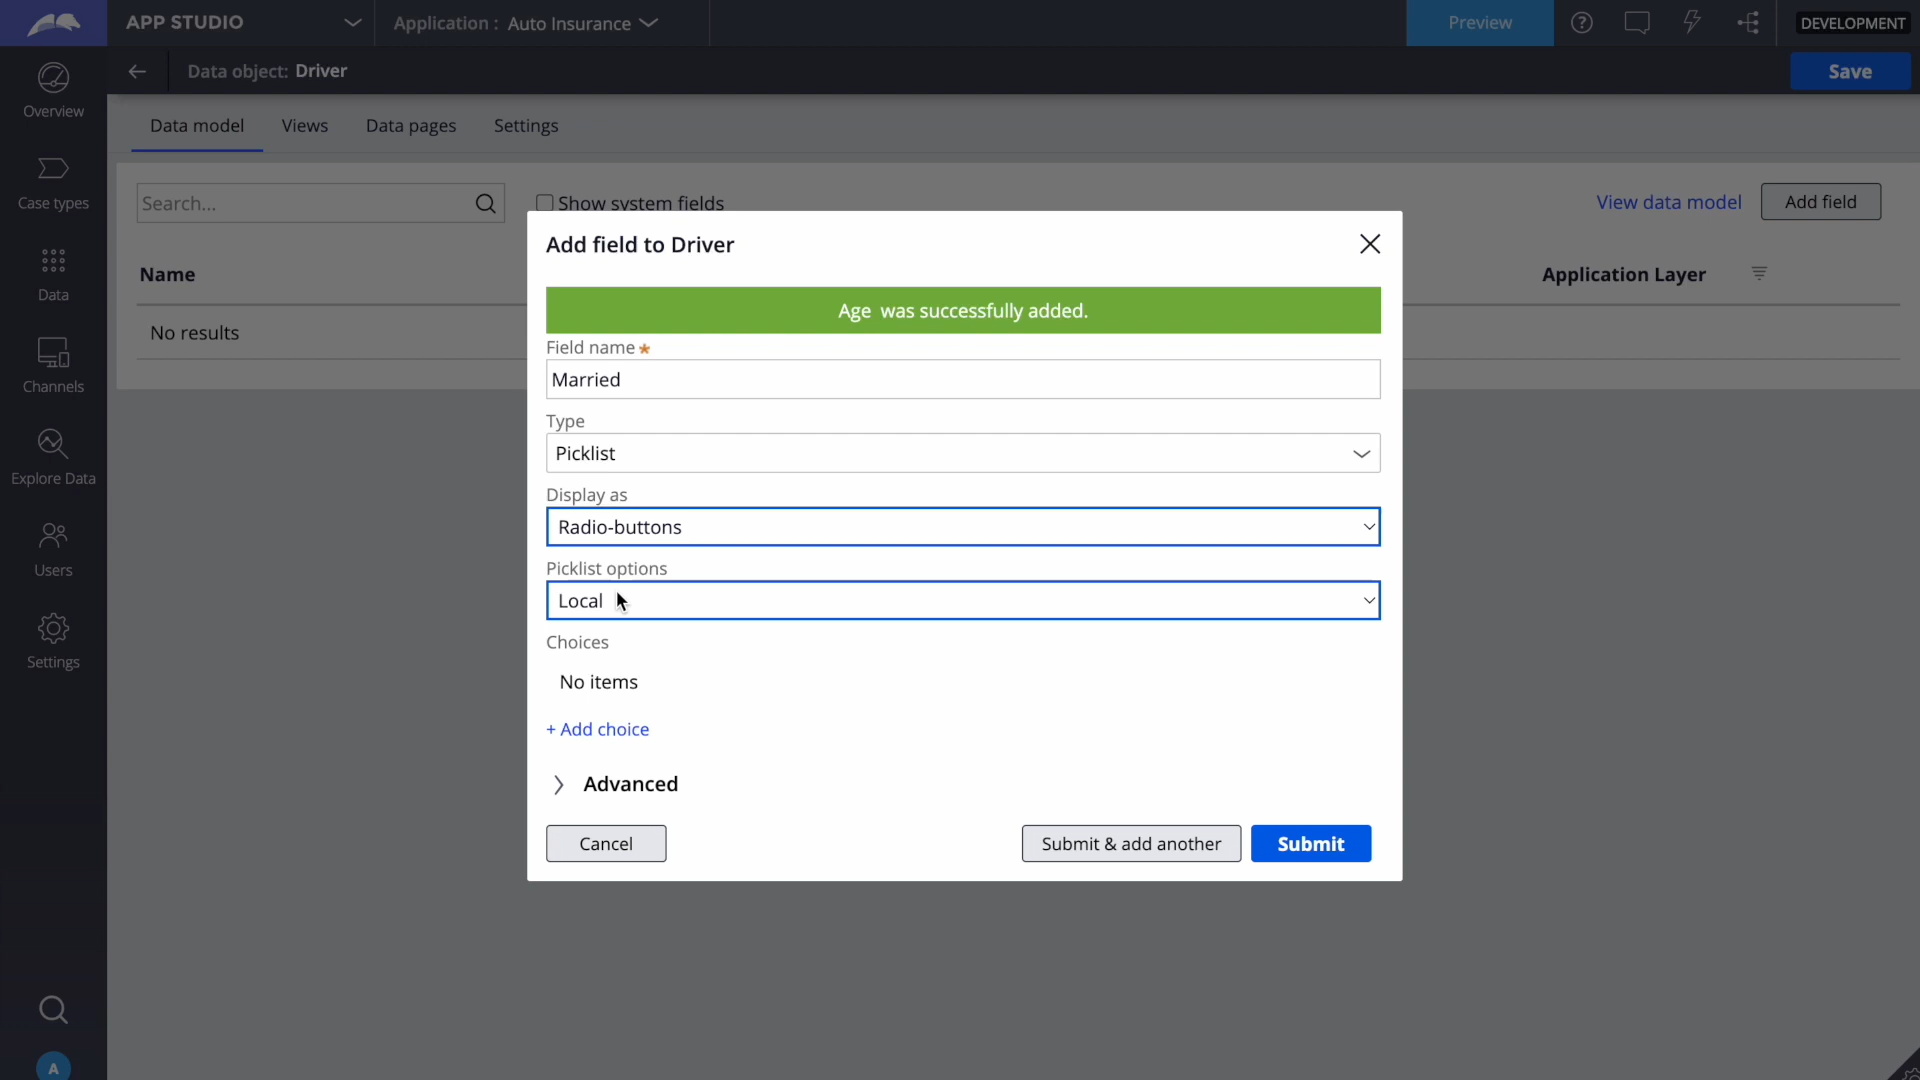 APP STUDIO
Application : Auto Insurance
Preview
DEVELOPMENT
Data object: Driver
Save
Overview
Case types
Data
Channels
Explore Data
Users
Settings
A
Data model
Views
Data pages
Settings
Search...
Show system fields
View data model
Add field
Name
Application Layer
No results
Add field to Driver
Age was successfully added.
Field name *
Married
Type
Picklist
Display as
Radio-buttons
Picklist options
Local
Choices
No items
+ Add choice
Advanced
Cancel
Submit & add another
Submit